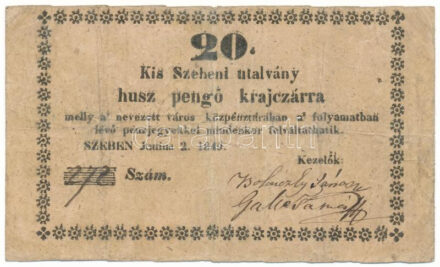 20.
Kis Szebeni utalvány
husz pengő krajczárra
melly a' nevezett város közpénztárában a' folyamatban
lévő pénzjegyekkel mindenkor felváltathatik.
SZEBEN Junius 2. 1849.
Kezelők:
272 Szám.